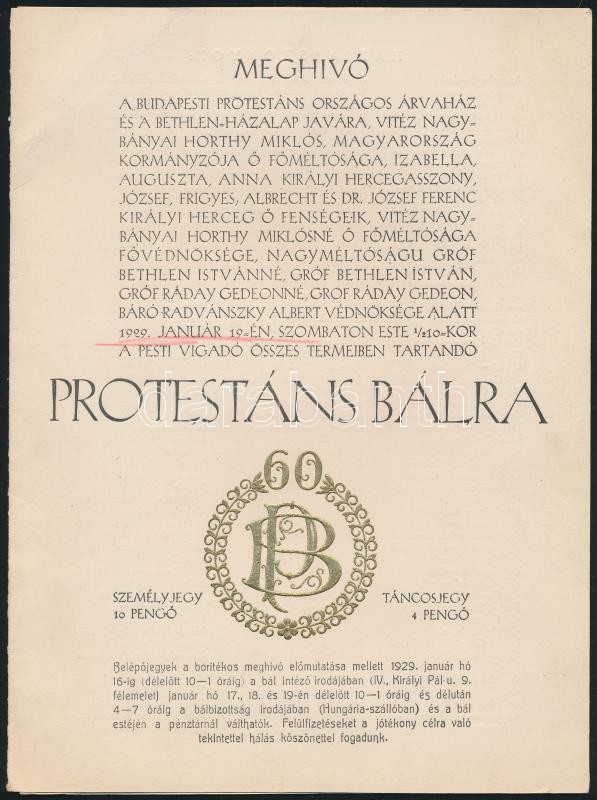 MEGHIVÓ
A BUDAPESTI PROTESTÁNS ORSZÁGOS ÁRVAHÁZ
ÉS A BETHLEN=HÁZALAP JAVÁRA, VITÉZ NAGY=
BÁNYAI HORTHY MIKLÓS, MAGYARORSZÁG
KORMÁNYZÓJA Ő FŐMÉLTÓSÁGA, IZABELLA,
AUGUSZTA, ANNA KIRÁLYI HERCEGASSZONY,
JÓZSEF, FRIGYES, ALBRECHT ÉS DR. JÓZSEF FERENC
KIRÁLYI HERCEG Ő FENSÉGEIK, VITÉZ NAGY=
BÁNYAI HORTHY MIKLÓSNÉ Ő FŐMÉLTÓSÁGA
FŐVÉDNÖKSÉGE, NAGYMÉLTÓSÁGU GRÓF
BETHLEN ISTVÁNNÉ, GRÓF BETHLEN ISTVÁN,
GRÓF RÁDAY GEDEONNÉ, GRÓF RÁDAY GEDEON,
BÁRÓ RADVÁNSZKY ALBERT VÉDNÖKSÉGE ALATT
1929. JANUÁR 19=ÉN, SZOMBATON ESTE ½10=KOR
A PESTI VIGADÓ ÖSSZES TERMEIBEN TARTANDÓ
PROTESTÁNS BÁLRA
darabanth
60
PB
SZEMÉLYJEGY TÁNCOSJEGY
10 PENGŐ 4 PENGŐ
Belépőjegyek a borítékos meghivó előmutatása mellett 1929. január hó
16-ig (délelőtt 10—1 óráig) a bál intéző irodájában (IV., Királyi Pál-u. 9.
félemelet) január hó 17., 18. és 19-én délelőtt 10—1 óráig és délután
4—7 óráig a bálbizottság irodájában (Hungária-szállóban) és a bál
estéjén a pénztárnál válthatók. Felülfizetéseket a jótékony célra való
tekintettel hálás köszönettel fogadunk.